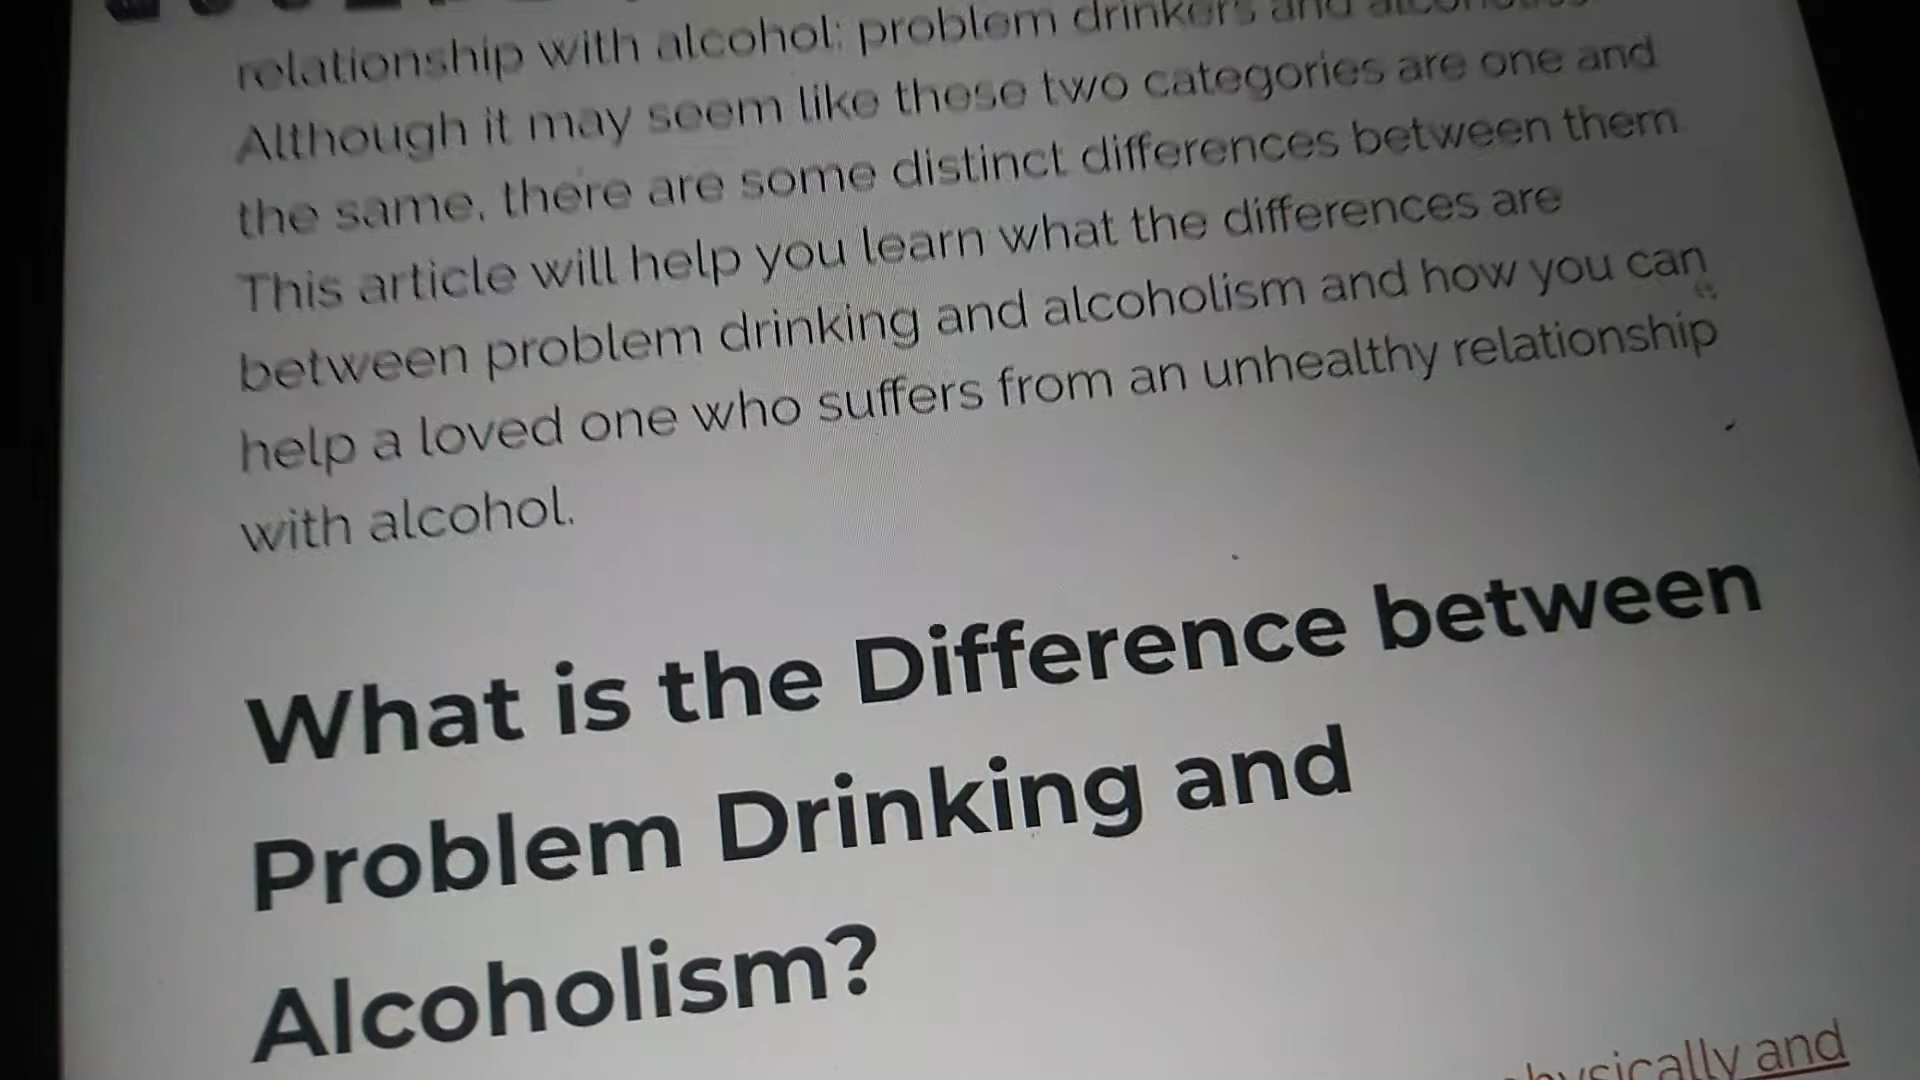 relationship with alcohol: problem drinkers and
Although it may seem like these two categories are one and
the same, there are some distinct differences between them
This article will help you learn what the differences are
between problem drinking and alcoholism and how you can
help a loved one who suffers from an unhealthy relationship
with alcohol.
What is the Difference between
Problem Drinking and
Alcoholism?
and